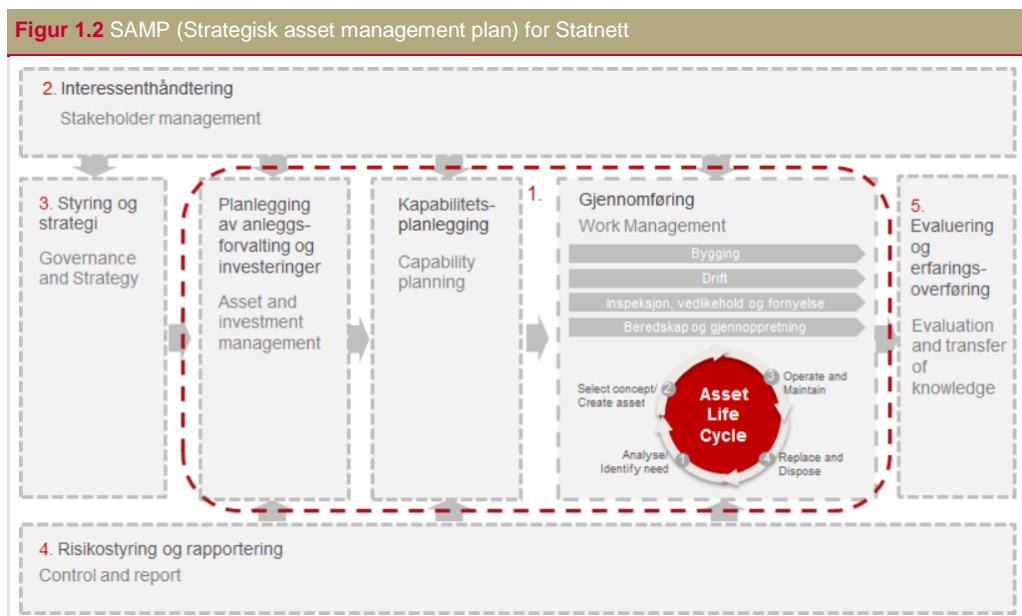 Figur 1.2 SAMP (Strategisk asset management plan) for Statnett
2. Interessenthåndtering
Stakeholder management
3. Styring og
strategi
Governance
and Strategy
Planlegging
av anleggs-
forvalting og
investeringer
Asset and
investment
management
Kapabilitets-
planlegging
Capability
planning
1.
Gjennomføring
Work Management
Bygging
Drift
Inspeksjon, vedlikehold og fornyelse
Beredskap og gjennoppretning
Select concept/
Create asset
2
3
Operate and
Maintain
Asset
Life
Cycle
Analyse/
Identify need
1
4
Replace and
Dispose
5.
Evaluering
og
erfarings-
overføring
Evaluation
and transfer
of
knowledge
4. Risikostyring og rapportering
Control and report